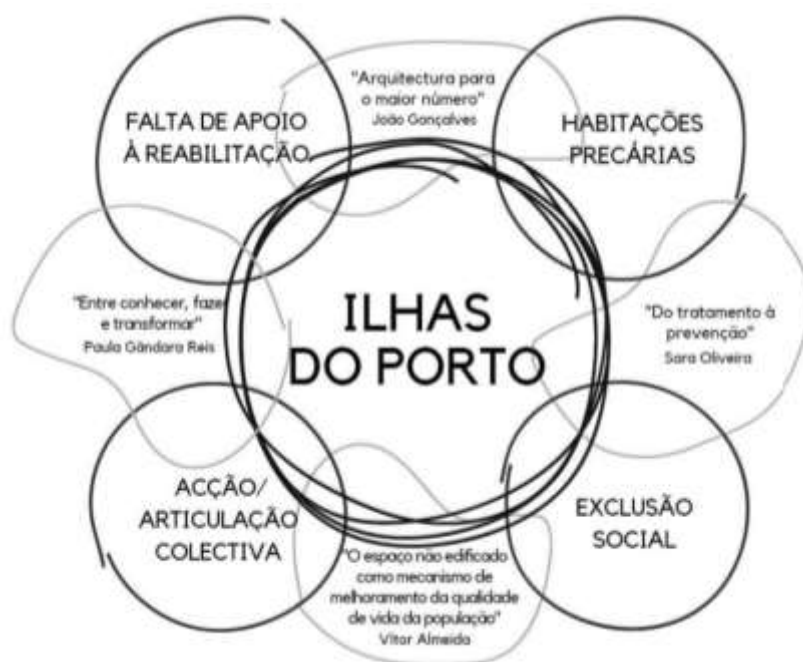 "Arquitectura para
o maior número"
João Gonçalves
FALTA DE APOIO
À REABILITAÇÃO
HABITAÇÕES
PRECÁRIAS
"Entre conhecer, fazer
e transformar"
Paula Gândara Reis
ILHAS
DO PORTO
"Do tratamento à
prevenção"
Sara Oliveira
ACÇÃO/
ARTICULAÇÃO
COLECTIVA
EXCLUSÃO
SOCIAL
"O espaço não edificado
como mecanismo de
melhoramento da qualidade
de vida da população"
Vítor Almeida